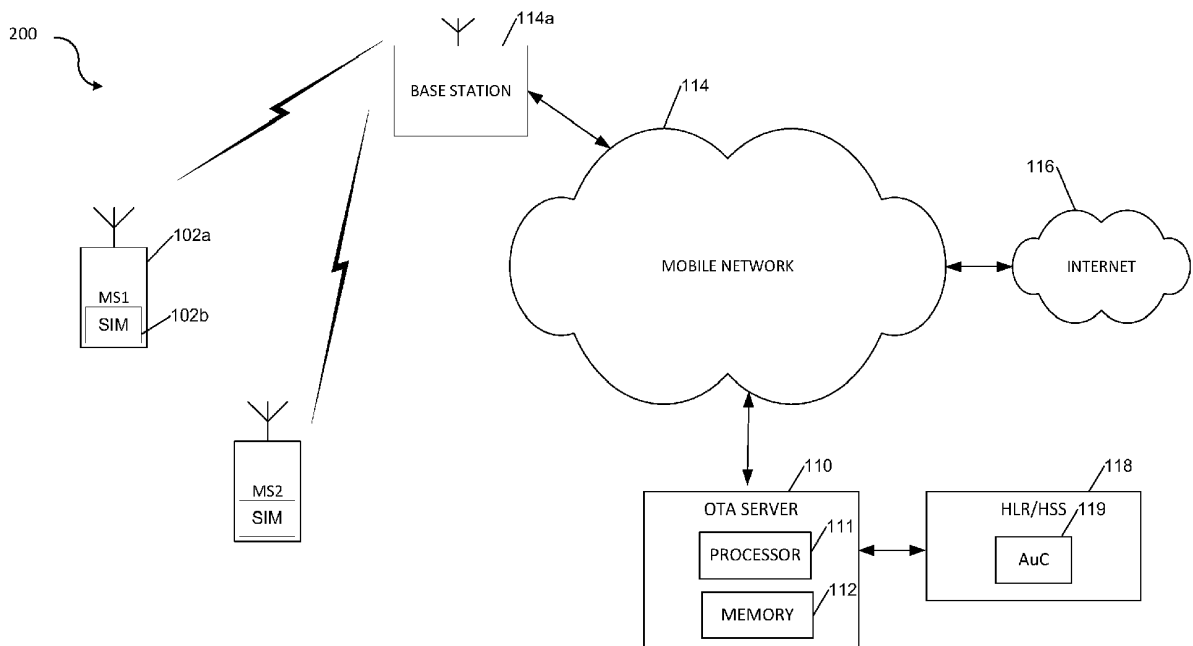 200
114a
BASE STATION
114
MOBILE NETWORK
116
INTERNET
102a
MS1
SIM
102b
MS2
SIM
110
OTA SERVER
111
PROCESSOR
112
MEMORY
118
HLR/HSS
119
AuC